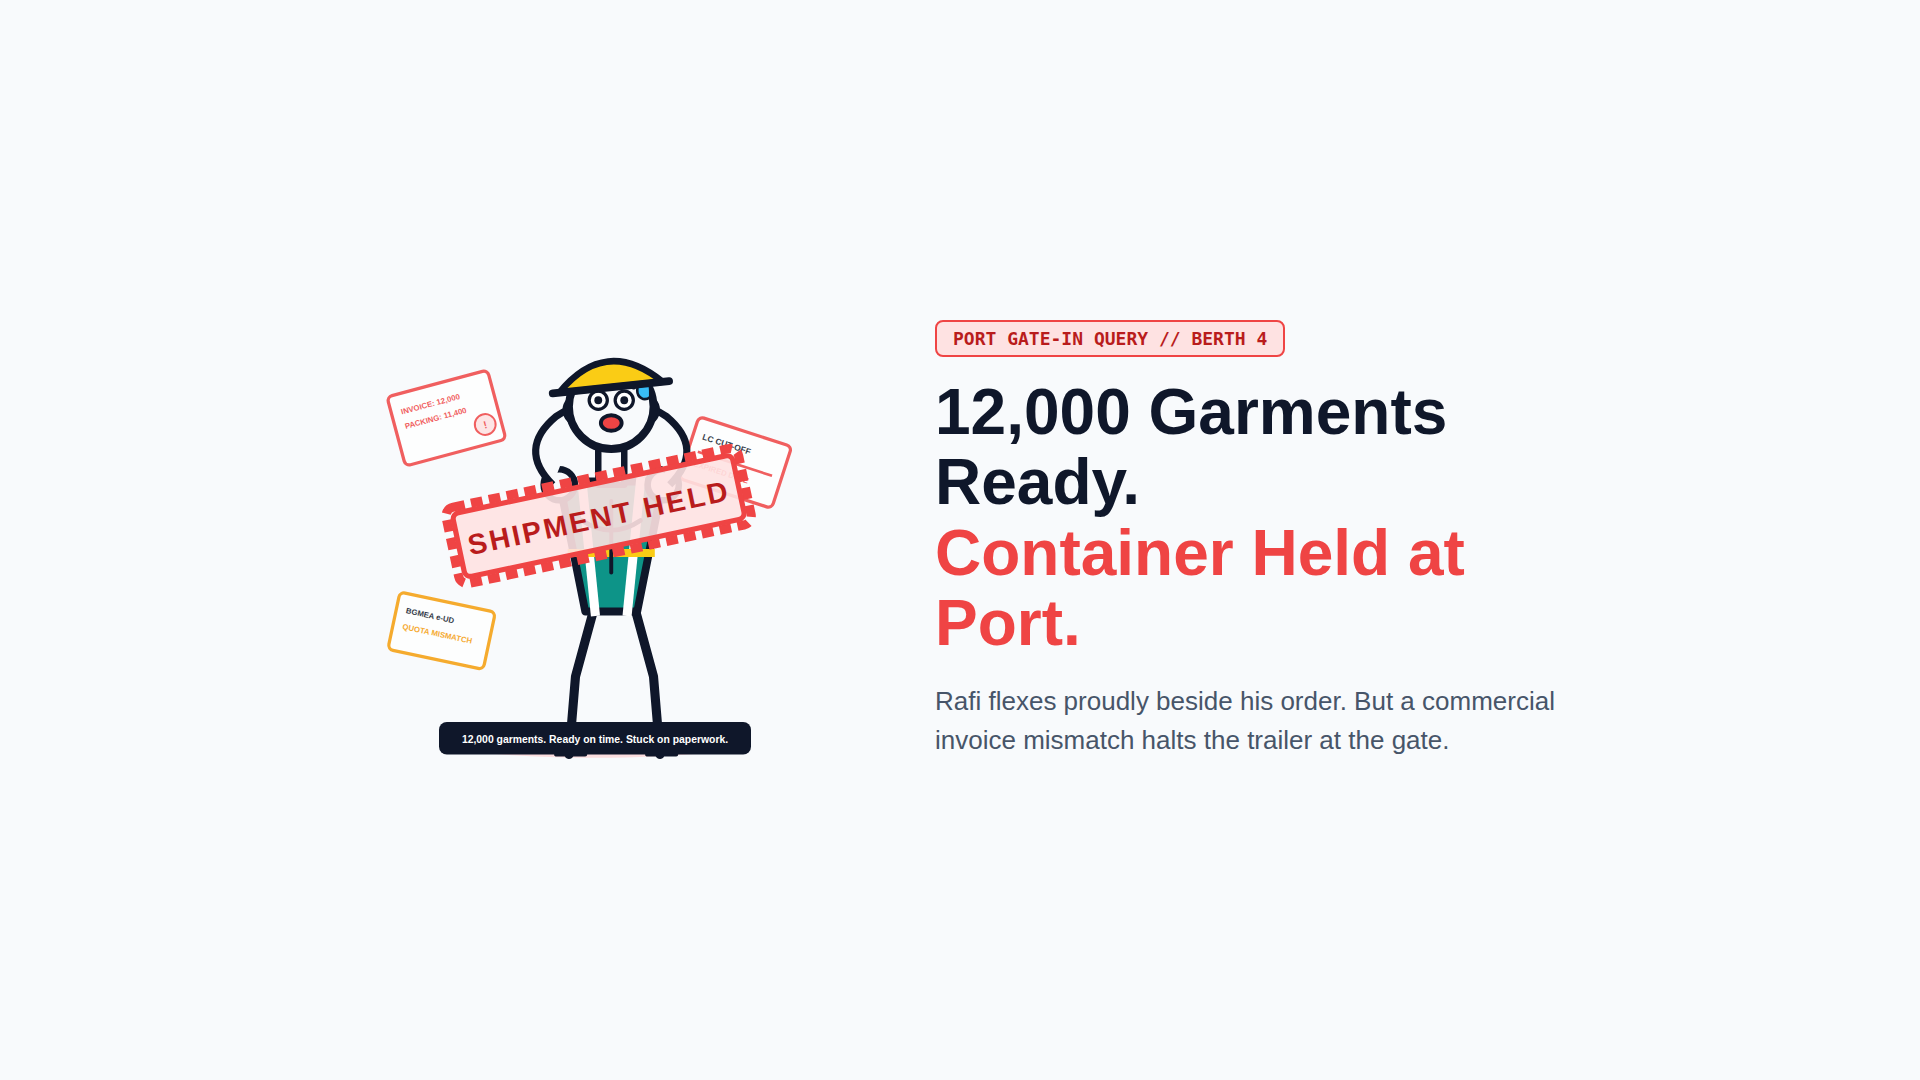 INVOICE: 12,000
PACKING: 11,400
!
LC CUT-OFF
SHIPMENT HELD
BGMEA e-UD
QUOTA MISMATCH
12,000 garments. Ready on time. Stuck on paperwork.
PORT GATE-IN QUERY // BERTH 4
12,000 Garments
Ready.
Container Held at
Port.
Rafi flexes proudly beside his order. But a commercial
invoice mismatch halts the trailer at the gate.